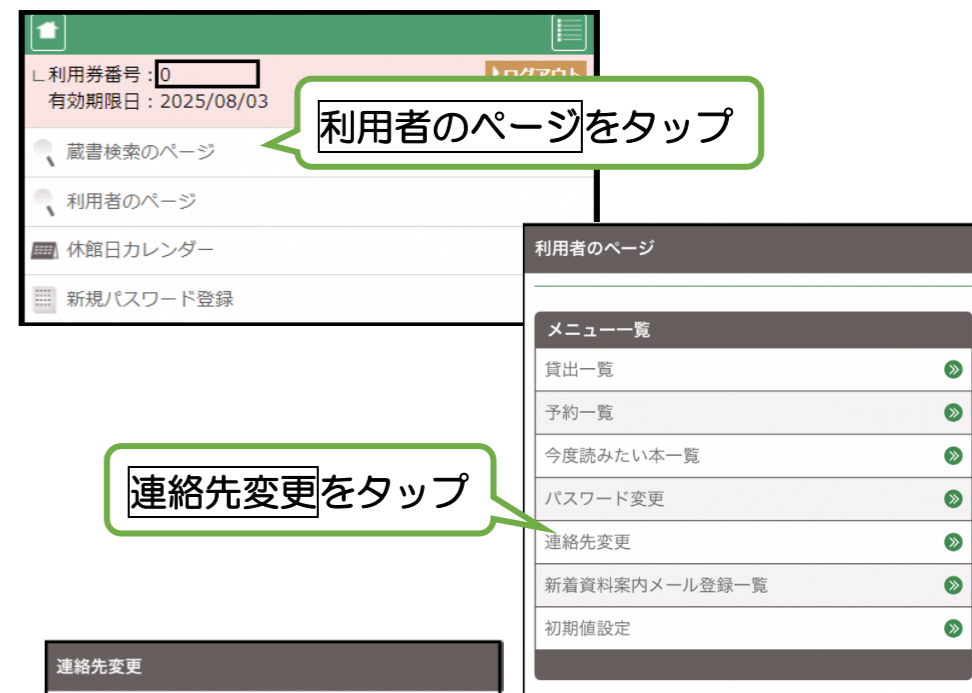 ∟利用券番号：0
ログアウト
有効期限日：2025/08/03
利用者のページをタップ
蔵書検索のページ
利用者のページ
休館日カレンダー
新規パスワード登録
利用者のページ
メニュー一覧
貸出一覧
予約一覧
今度読みたい本一覧
パスワード変更
連絡先変更をタップ
連絡先変更
新着資料案内メール登録一覧
初期値設定
連絡先変更